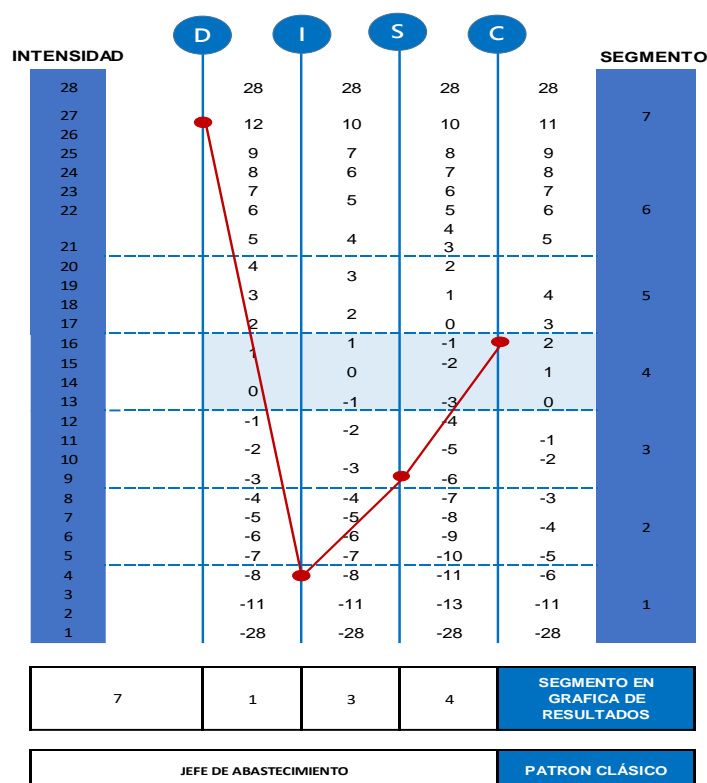 D I S C
INTENSIDAD SEGMENTO
28 28 28 28 28
27 7
12 10 10 11
26
25 9 7 8 9
24 8 6 7 8
23 7 6 7
5
22 6 5 6 6
4
5 4 5
21 3
20 4 2
3
19
3 1 4 5
18
2
17 2 0 3
16 1 -1 2
1
15 -2
0 1 4
14
0
13 -1 -3 0
12 -1 -4
-2
11 -1
-2 -5 3
10 -2
-3
9 -3 -6
8 -4 -4 -7 -3
7 -5 -5 -8
-4 2
6 -6 -6 -9
5 -7 -7 -10 -5
4 -8 -8 -11 -6
3
-11 -11 -13 -11 1
2
1 -28 -28 -28 -28
SEGMENTO EN
7 1 3 4 GRAFICA DE
RESULTADOS
JEFE DE ABASTECIMIENTO PATRON CLÁSICO